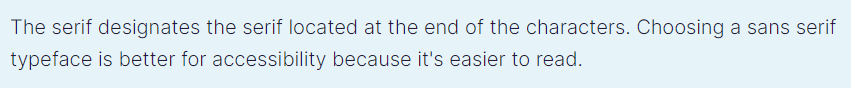 The serif designates the serif located at the end of the characters. Choosing a sans serif
typeface is better for accessibility because it's easier to read.